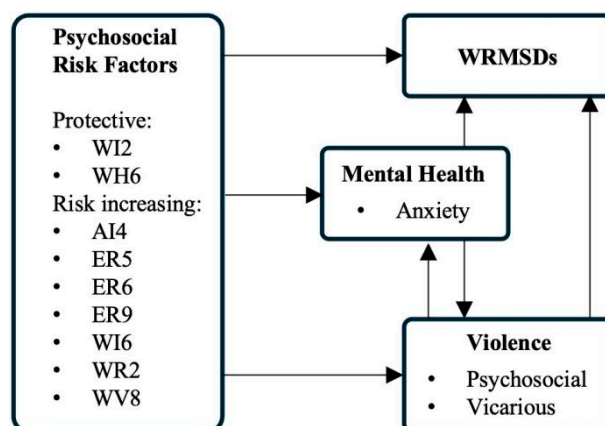 Psychosocial
Risk Factors
Protective:
• WI2
• WH6
Risk increasing:
• AI4
• ER5
• ER6
• ER9
• WI6
• WR2
• WV8
WRMSDs
Mental Health
• Anxiety
Violence
• Psychosocial
• Vicarious